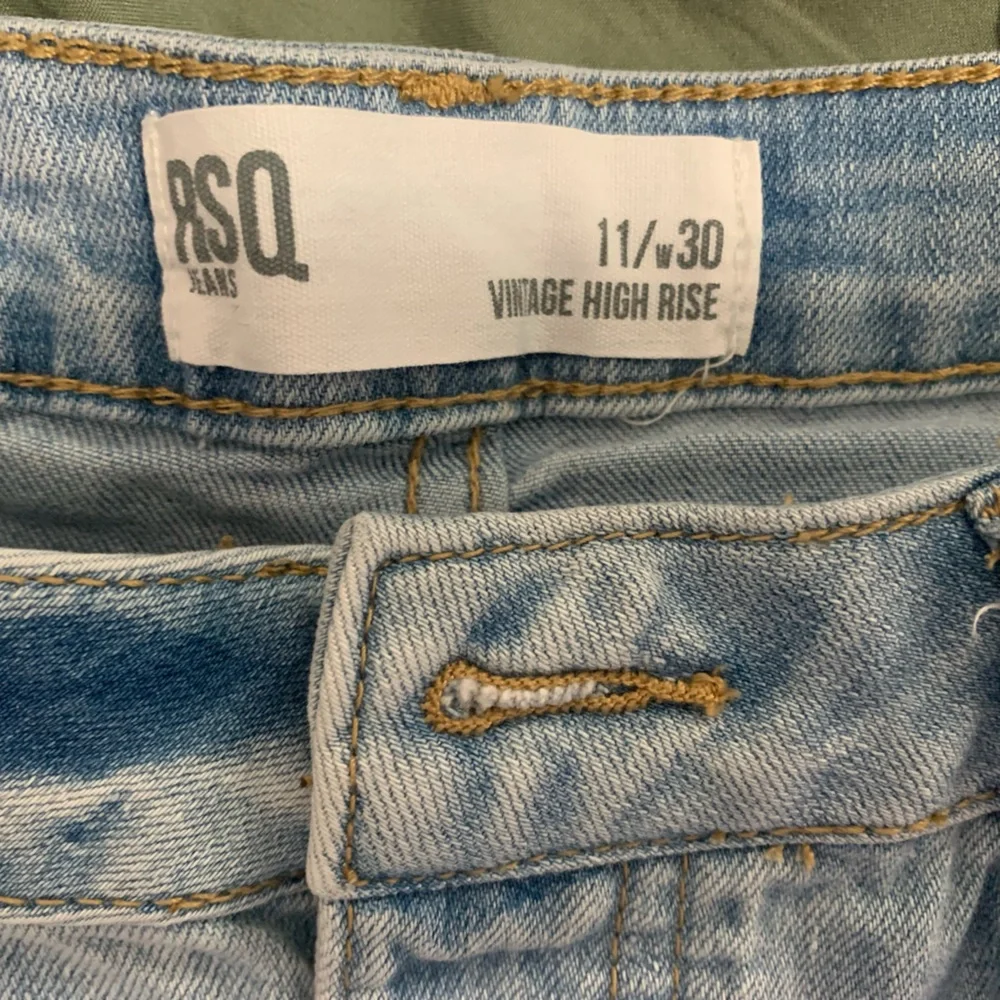 RSQ
JEANS
11/w30
VINTAGE HIGH RISE